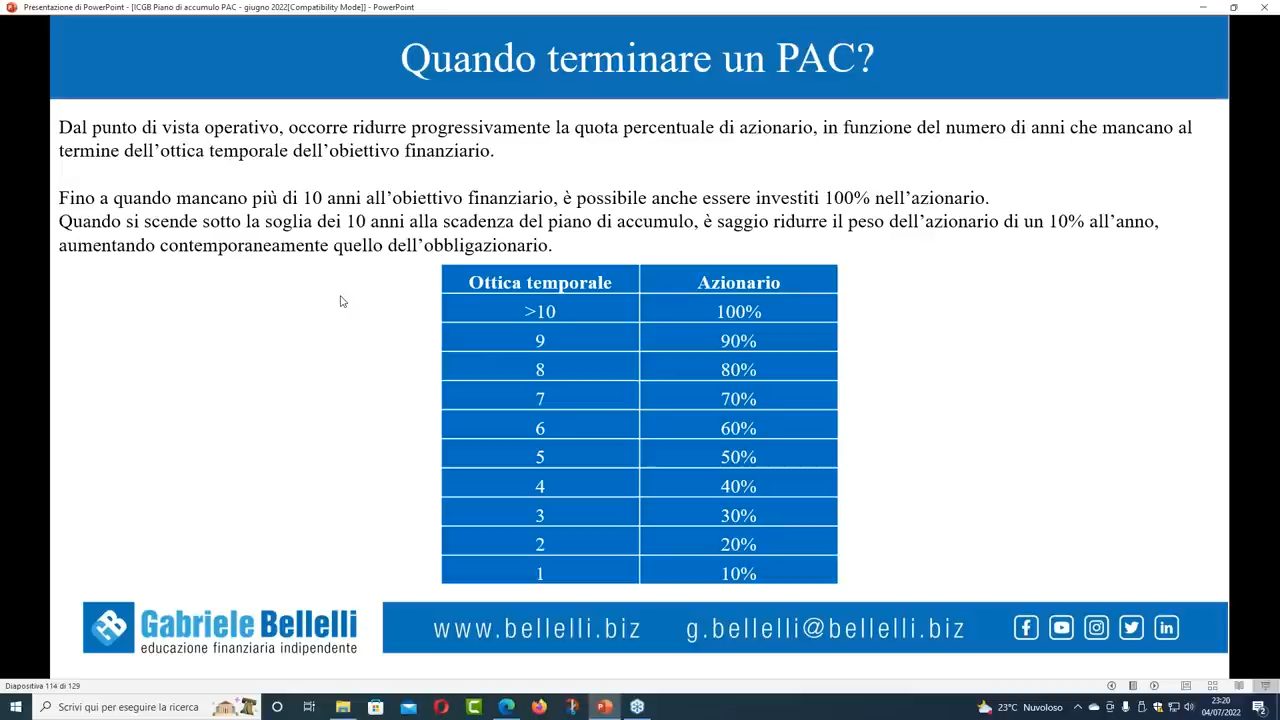 Presentazione di PowerPoint - [ICGB Piano di accumulo PAC - giugno 2022[Compatibility Mode]] - PowerPoint
Quando terminare un PAC?
Dal punto di vista operativo, occorre ridurre progressivamente la quota percentuale di azionario, in funzione del numero di anni che mancano al
termine dell'ottica temporale dell'obiettivo finanziario.
Fino a quando mancano più di 10 anni all'obiettivo finanziario, è possibile anche essere investiti 100% nell'azionario.
Quando si scende sotto la soglia dei 10 anni alla scadenza del piano di accumulo, è saggio ridurre il peso dell'azionario di un 10% all'anno,
aumentando contemporaneamente quello dell'obbligazionario.
Ottica temporale Azionario
>10 100%
9 90%
8 80%
7 70%
6 60%
5 50%
4 40%
3 30%
2 20%
1 10%
Gabriele Bellelli
educazione finanziaria indipendente
www.bellelli.biz g.bellelli@bellelli.biz
Diapositiva 114 di 129
Scrivi qui per eseguire la ricerca
23°C Nuvoloso
23:20
04/07/2022
2